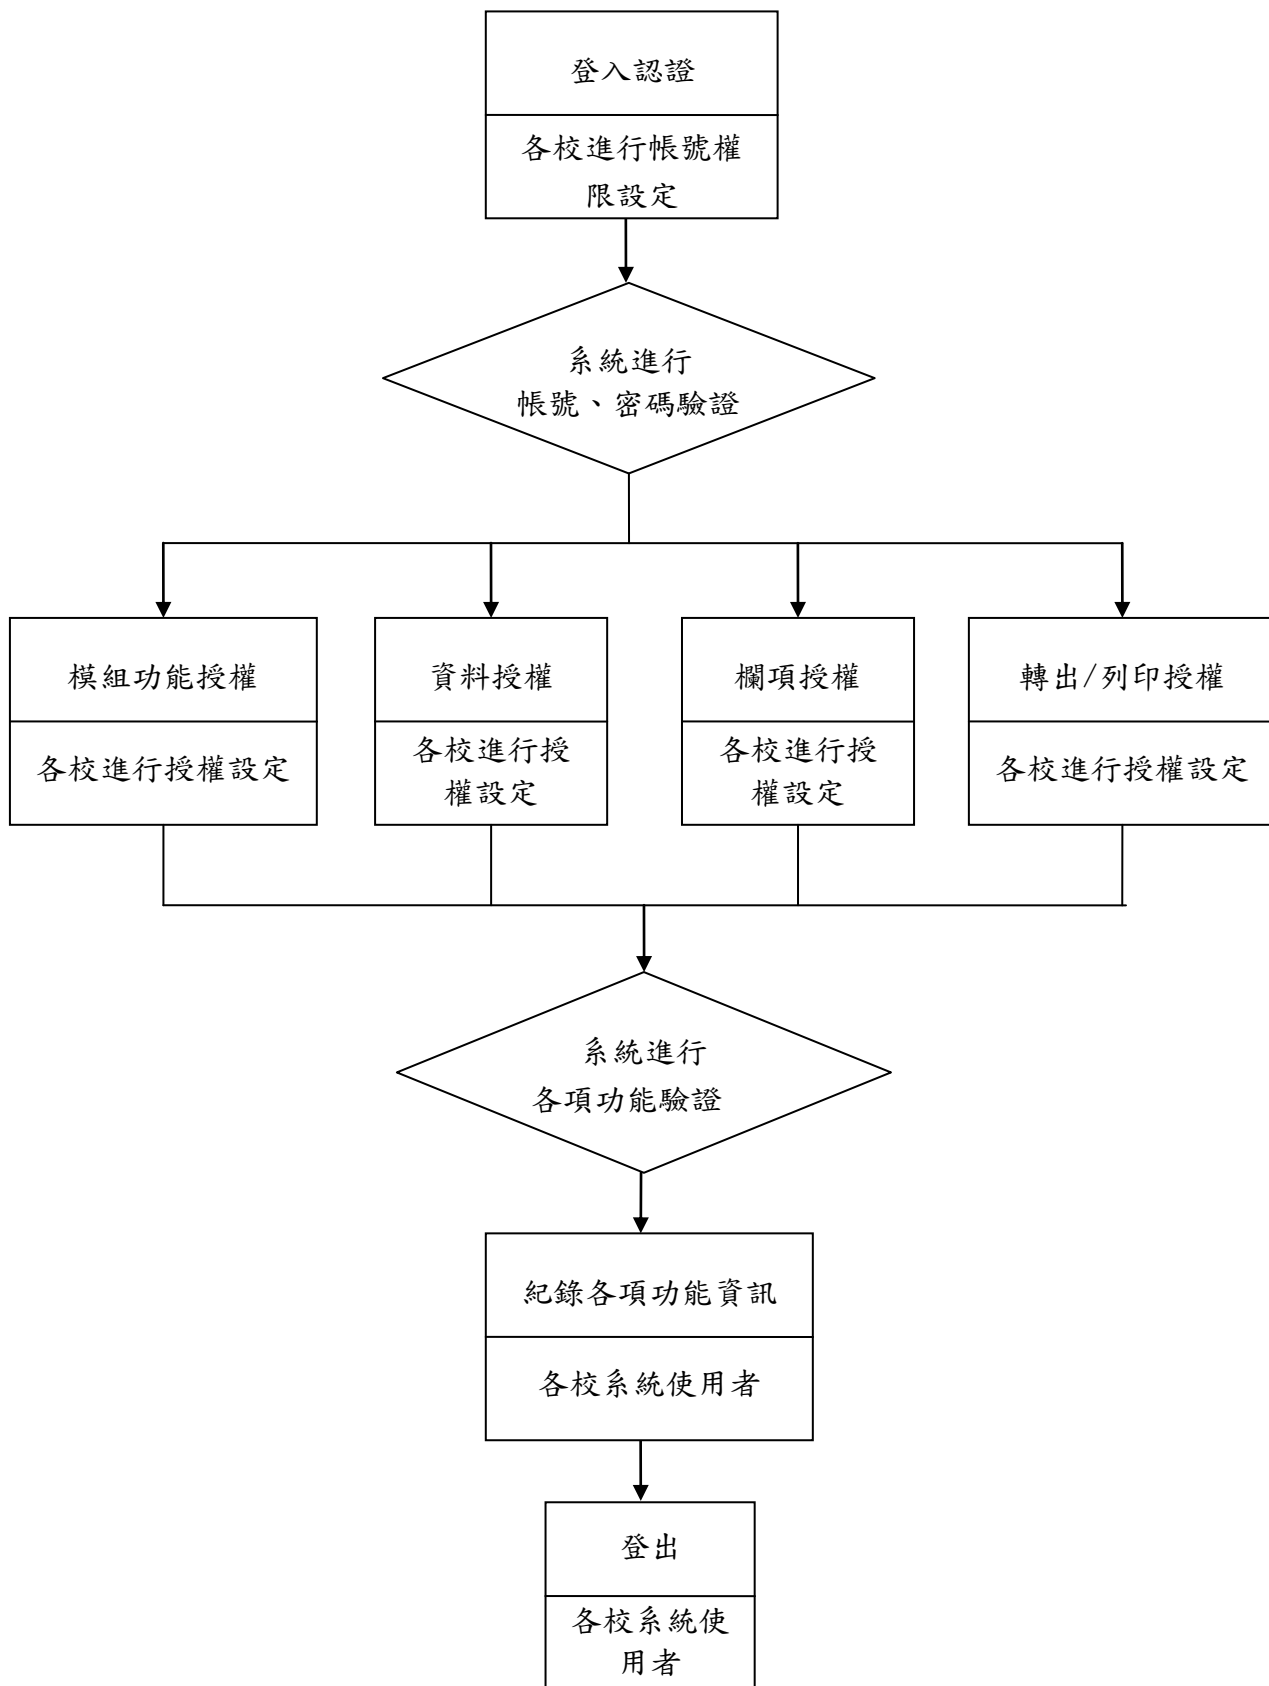 登入認證
各校進行帳號權
限設定
系統進行
帳號、密碼驗證
模組功能授權
各校進行授權設定
資料授權
各校進行授
權設定
欄項授權
各校進行授
權設定
轉出/列印授權
各校進行授權設定
系統進行
各項功能驗證
紀錄各項功能資訊
各校系統使用者
登出
各校系統使
用者